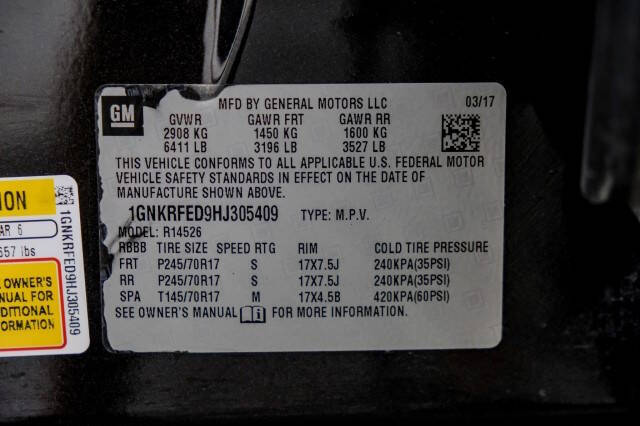 GM
MFD BY GENERAL MOTORS LLC 03/17
GVWR GAWR FRT GAWR RR
2908 KG 1450 KG 1600 KG
6411 LB 3196 LB 3527 LB
THIS VEHICLE CONFORMS TO ALL APPLICABLE U.S. FEDERAL MOTOR
VEHICLE SAFETY STANDARDS IN EFFECT ON THE DATE OF
MANUFACTURE SHOWN ABOVE.
1GNKRFED9HJ305409 TYPE: M.P.V.
MODEL: R14526
RBBB TIRE SIZE SPEED RTG RIM COLD TIRE PRESSURE
FRT P245/70R17 S 17X7.5J 240KPA(35PSI)
RR P245/70R17 S 17X7.5J 240KPA(35PSI)
SPA T145/70R17 M 17X4.5B 420KPA(60PSI)
SEE OWNER'S MANUAL i FOR MORE INFORMATION.
ION
AR 6
657 lbs
OWNER'S
NUAL FOR
DITIONAL
ORMATION
1GNKRFED9HJ305409